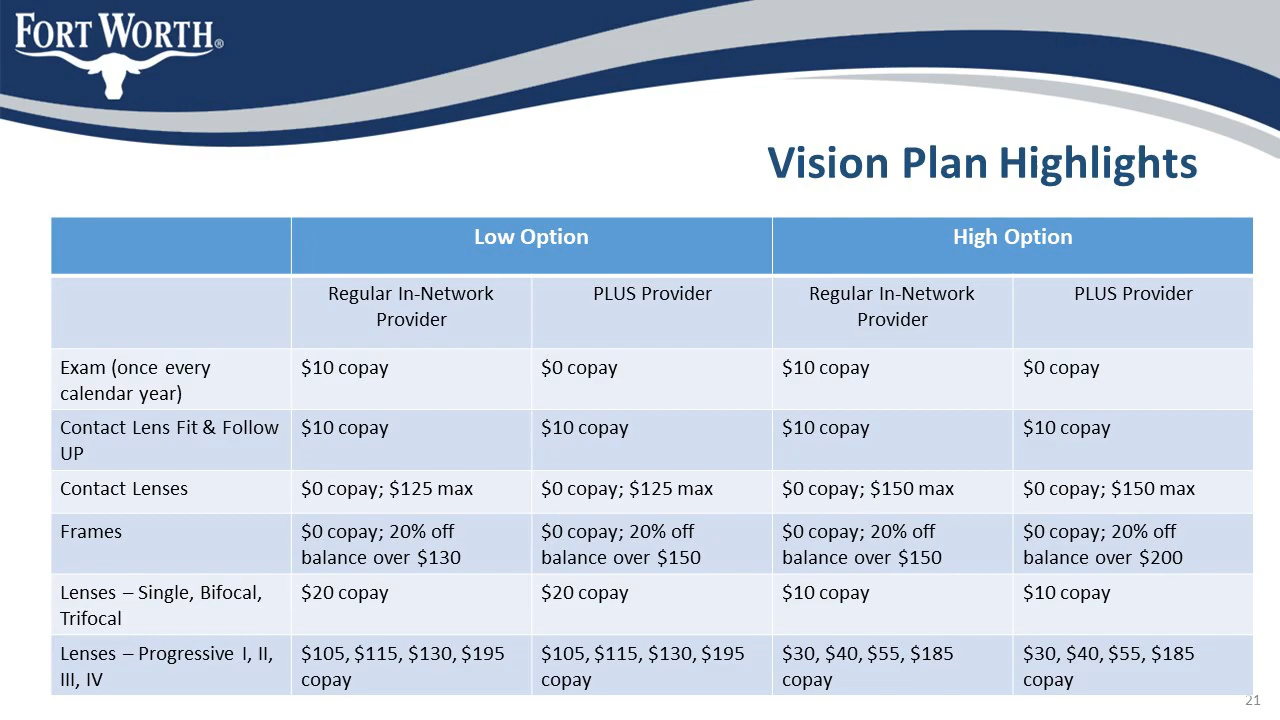 FORT WORTH®
Vision Plan Highlights
Low Option
High Option
Regular In-Network
Provider
PLUS Provider
Regular In-Network
Provider
PLUS Provider
Exam (once every
calendar year)
$10 copay
$0 copay
$10 copay
$0 copay
Contact Lens Fit & Follow
UP
$10 copay
$10 copay
$10 copay
$10 copay
Contact Lenses
$0 copay; $125 max
$0 copay; $125 max
$0 copay; $150 max
$0 copay; $150 max
Frames
$0 copay; 20% off
balance over $130
$0 copay; 20% off
balance over $150
$0 copay; 20% off
balance over $150
$0 copay; 20% off
balance over $200
Lenses – Single, Bifocal,
Trifocal
$20 copay
$20 copay
$10 copay
$10 copay
Lenses – Progressive I, II,
III, IV
$105, $115, $130, $195
copay
$105, $115, $130, $195
copay
$30, $40, $55, $185
copay
$30, $40, $55, $185
copay
21